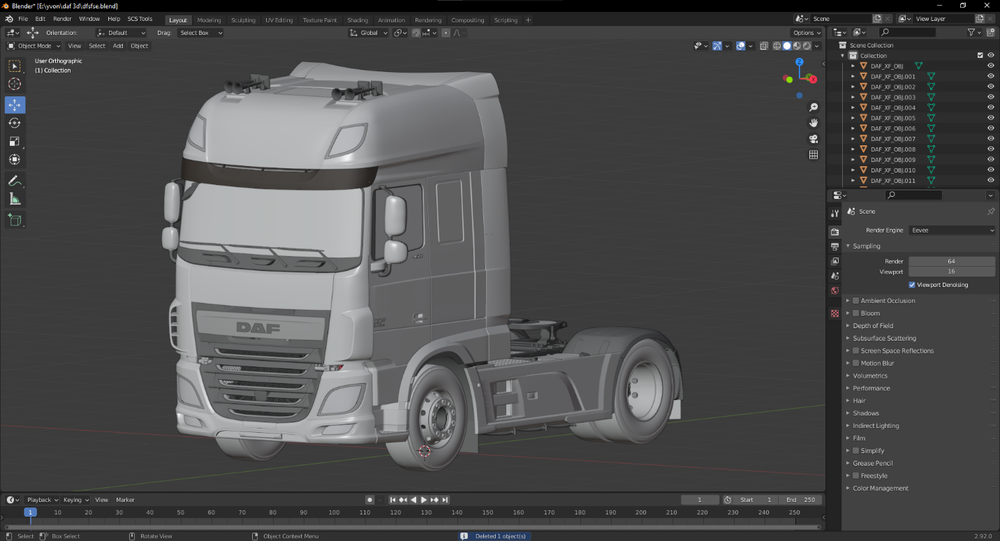 Blender* [E:\yvon\daf 3d\dfsfse.blend]
File Edit Render Window Help SCS Tools Layout Modeling Sculpting UV Editing Texture Paint Shading Animation Rendering Compositing Scripting + Scene View Layer
Orientation: Default Drag: Select Box Global Options
Object Mode View Select Add Object
User Orthographic
(1) Collection
Z
Y
X
DAF
Scene Collection
Collection
DAF_XF_OBJ
DAF_XF_OBJ.001
DAF_XF_OBJ.002
DAF_XF_OBJ.003
DAF_XF_OBJ.004
DAF_XF_OBJ.005
DAF_XF_OBJ.006
DAF_XF_OBJ.007
DAF_XF_OBJ.008
DAF_XF_OBJ.009
DAF_XF_OBJ.010
DAF_XF_OBJ.011
Scene
Render Engine Eevee
Sampling
Render 64
Viewport 16
Viewport Denoising
Ambient Occlusion
Bloom
Depth of Field
Subsurface Scattering
Screen Space Reflections
Motion Blur
Volumetrics
Performance
Hair
Shadows
Indirect Lighting
Film
Simplify
Grease Pencil
Freestyle
Color Management
Playback Keying View Marker 1 Start 1 End 250
1 10 20 30 40 50 60 70 80 90 100 110 120 130 140 150 160 170 180 190 200 210 220 230 240 250
Select Box Select Rotate View Object Context Menu Deleted 1 object(s) 2.92.0